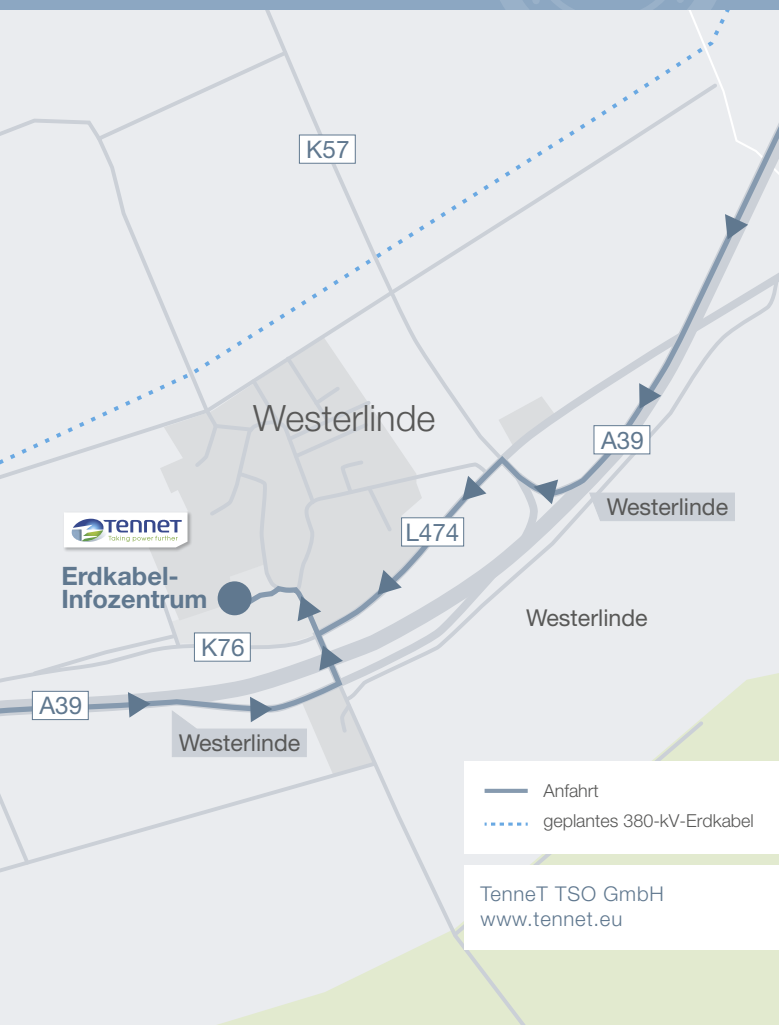 K57
Westerlinde
A39
Westerlinde
TENNET
Taking power further
L474
Erdkabel-
Infozentrum
Westerlinde
K76
A39
Westerlinde
Anfahrt
geplantes 380-kV-Erdkabel
TenneT TSO GmbH
www.tennet.eu